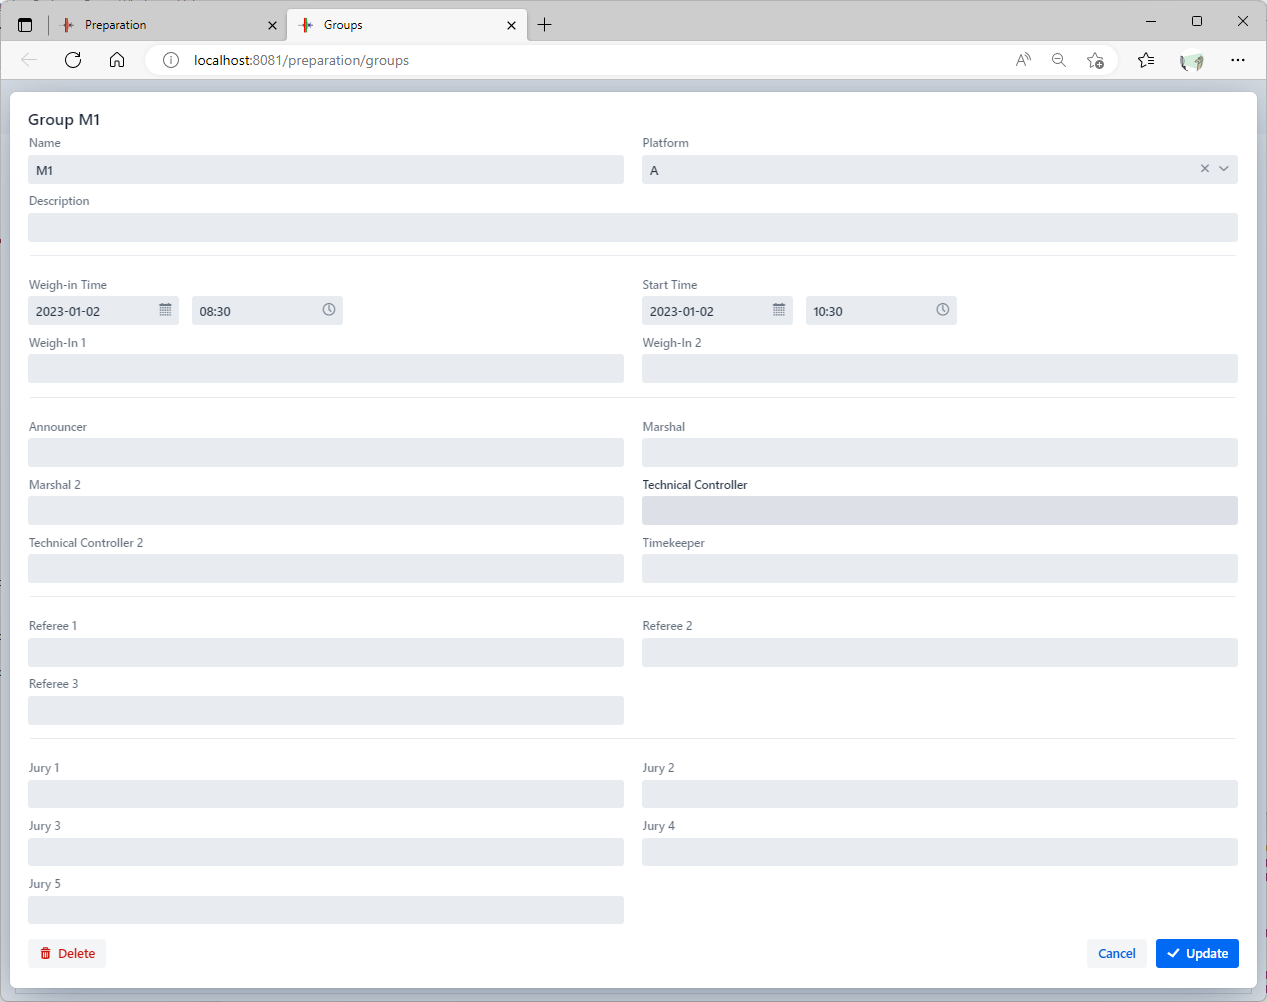 Preparation
Groups
localhost:8081/preparation/groups
Group M1
Name
Platform
M1
A
Description
Weigh-in Time
Start Time
2023-01-02
08:30
2023-01-02
10:30
Weigh-In 1
Weigh-In 2
Announcer
Marshal
Marshal 2
Technical Controller
Technical Controller 2
Timekeeper
Referee 1
Referee 2
Referee 3
Jury 1
Jury 2
Jury 3
Jury 4
Jury 5
Delete
Cancel
Update